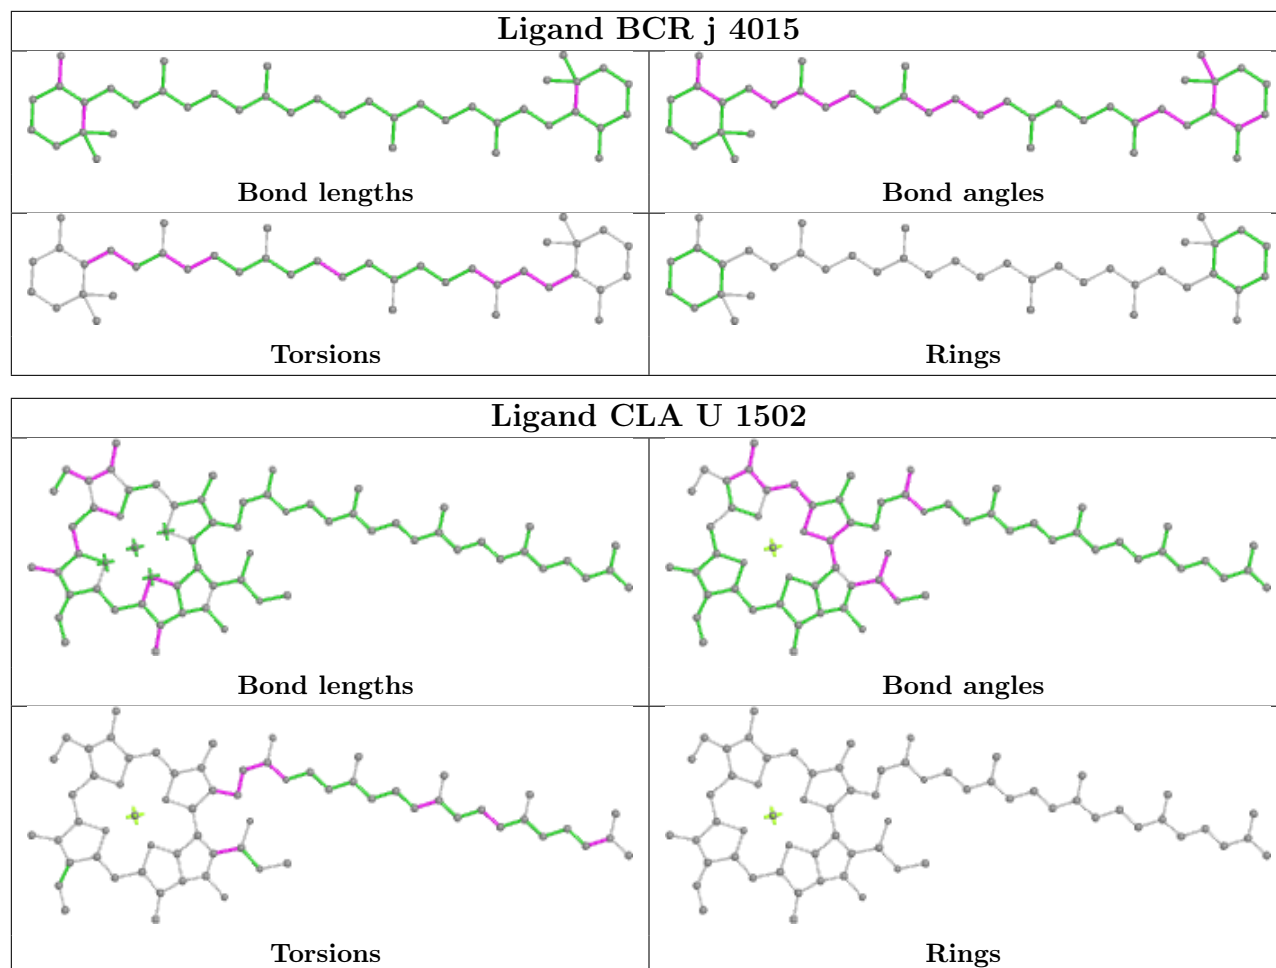 Ligand BCR j 4015
Bond lengths
Bond angles
Torsions
Rings
Ligand CLA U 1502
Bond lengths
Bond angles
Torsions
Rings